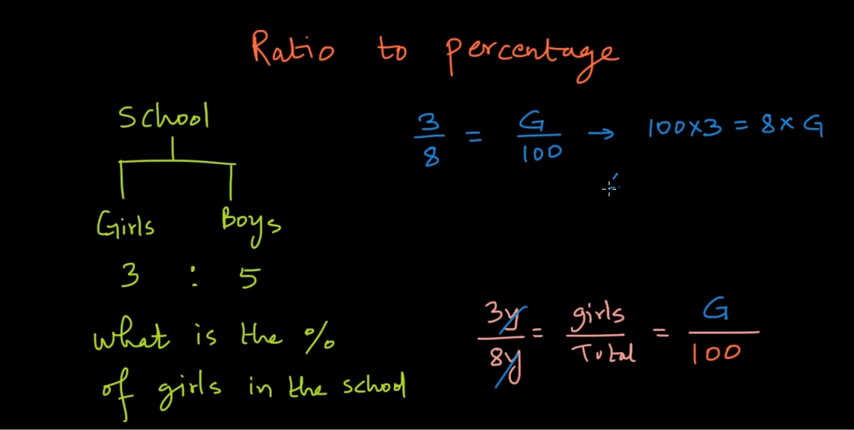 Ratio to percentage
School
Girls Boys
3 : 5
what is the %
of girls in the school
3/8 = G/100 → 100×3 = 8×G
3y/8y = girls/Total = G/100